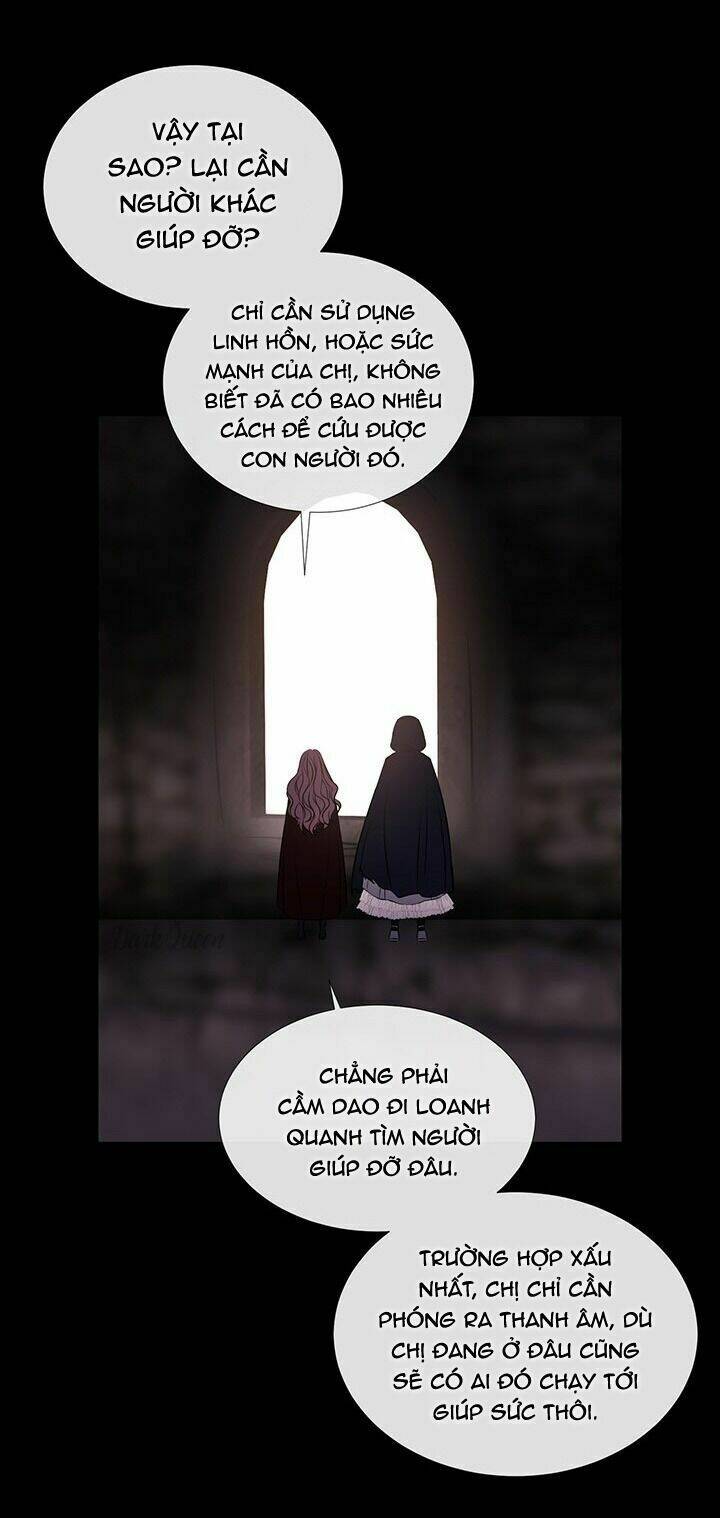 VẬY TẠI
SAO? LẠI CẦN
NGƯỜI KHÁC
GIÚP ĐỠ?
CHỈ CẦN SỬ DỤNG
LINH HỒN, HOẶC SỨC
MẠNH CỦA CHỊ, KHÔNG
BIẾT ĐÃ CÓ BAO NHIÊU
CÁCH ĐỂ CỨU ĐƯỢC
CON NGƯỜI ĐÓ.
Dark Queen
CHẲNG PHẢI
CẦM DAO ĐI LOANH
QUANH TÌM NGƯỜI
GIÚP ĐỠ ĐÂU.
TRƯỜNG HỢP XẤU
NHẤT, CHỊ CHỈ CẦN
PHÓNG RA THANH ÂM, DÙ
CHỊ ĐANG Ở ĐÂU CŨNG
SẼ CÓ AI ĐÓ CHẠY TỚI
GIÚP SỨC THÔI.